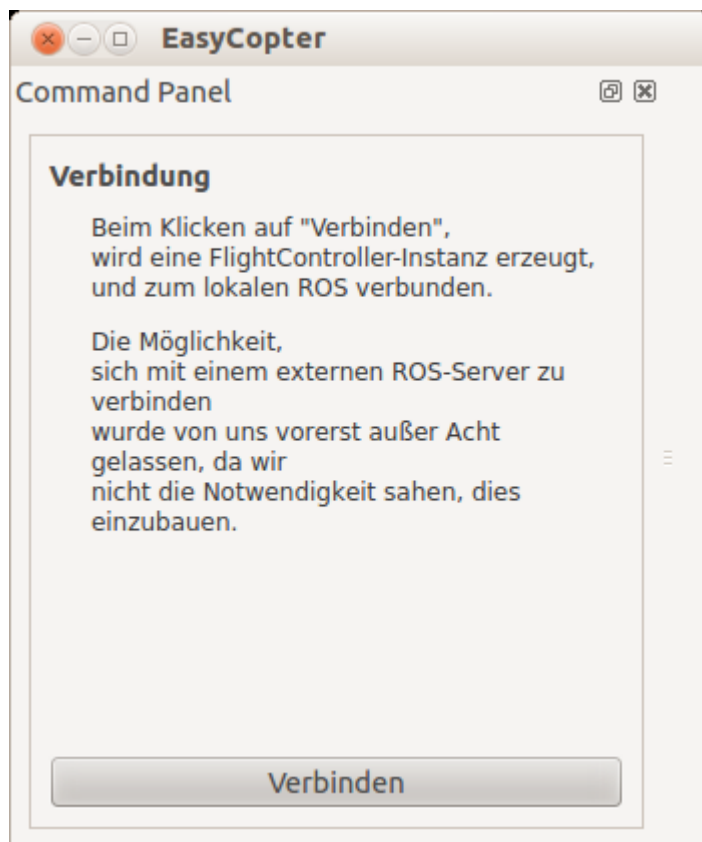 EasyCopter
Command Panel
Verbindung
Beim Klicken auf "Verbinden",
wird eine FlightController-Instanz erzeugt,
und zum lokalen ROS verbunden.
Die Möglichkeit,
sich mit einem externen ROS-Server zu
verbinden
wurde von uns vorerst außer Acht
gelassen, da wir
nicht die Notwendigkeit sahen, dies
einzubauen.
Verbinden